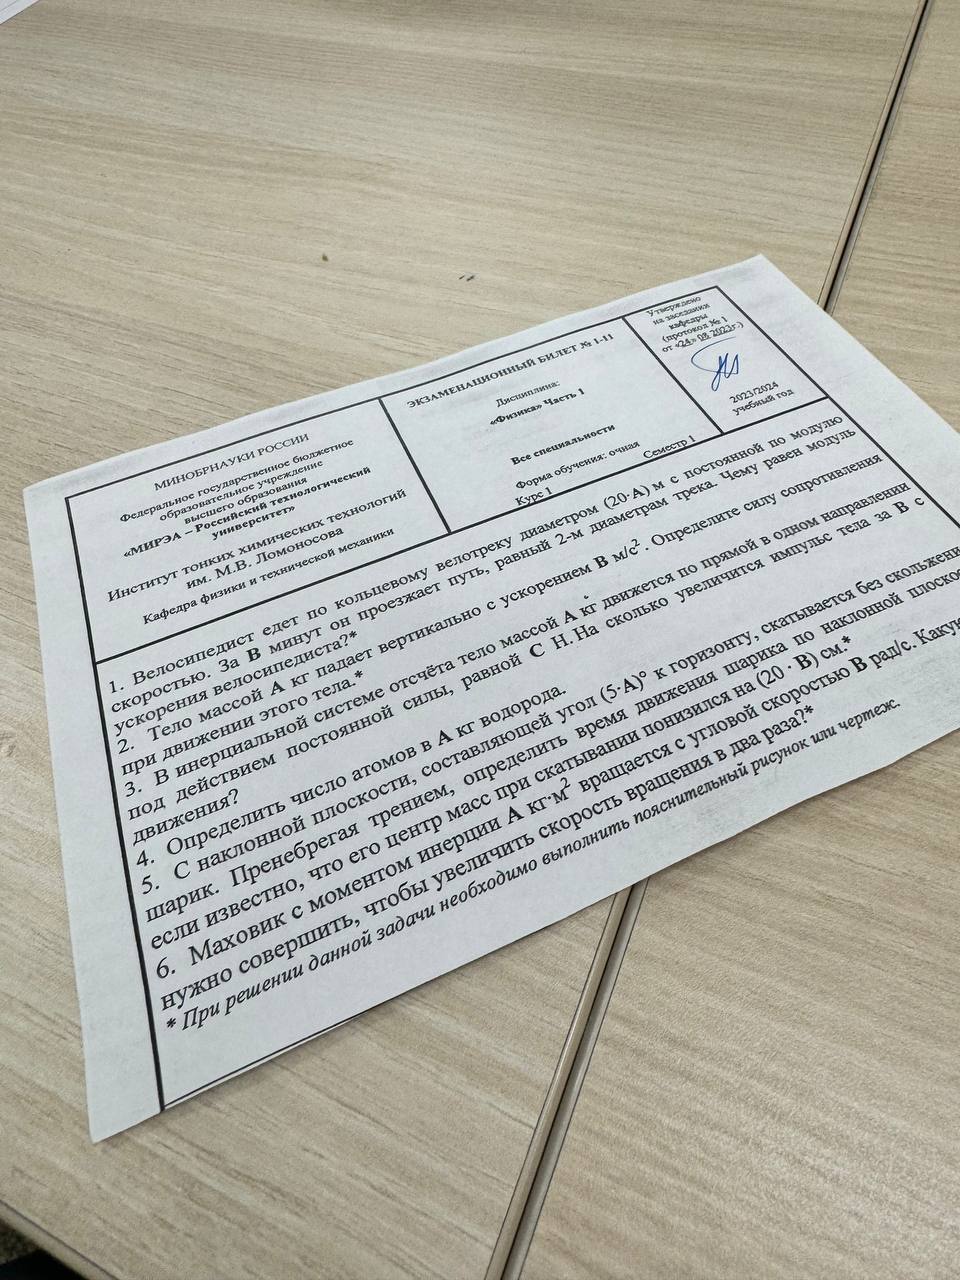 МИНОБРНАУКИ РОССИИ
Федеральное государственное бюджетное
образовательное учреждение
высшего образования
«МИРЭА – Российский технологический
университет»
Институт тонких химических технологий
им. М.В. Ломоносова
Кафедра физики и технической механики
ЭКЗАМЕНАЦИОННЫЙ БИЛЕТ № 1-11
Дисциплина:
«Физика» Часть 1
Все специальности
Форма обучения: очная
Курс 1 Семестр 1
Утверждено
на заседании
кафедры
(протокол № 1
от «24» 08 2023г.)
2023/2024
учебный год
1. Велосипедист едет по кольцевому велотреку диаметром (20·А) м с постоянной по модулю
скоростью. За В минут он проезжает путь, равный 2-м диаметрам трека. Чему равен модуль
ускорения велосипедиста?*
2. Тело массой А кг падает вертикально с ускорением В м/с². Определите силу сопротивления
при движении этого тела.*
3. В инерциальной системе отсчёта тело массой А кг движется по прямой в одном направлении
под действием постоянной силы, равной С Н. На сколько увеличится импульс тела за В с
движения?
4. Определить число атомов в А кг водорода.
5. С наклонной плоскости, составляющей угол (5·А)° к горизонту, скатывается без
шарик. Пренебрегая трением, определить время движения шарика по наклонной
если известно, что его центр масс при скатывании понизился на (20 · В) см.*
6. Маховик с моментом инерции А кг·м² вращается с угловой скоростью В рад/с.
нужно совершить, чтобы увеличить скорость вращения в два раза?*
* При решении данной задачи необходимо выполнить пояснительный рисунок или чертеж.